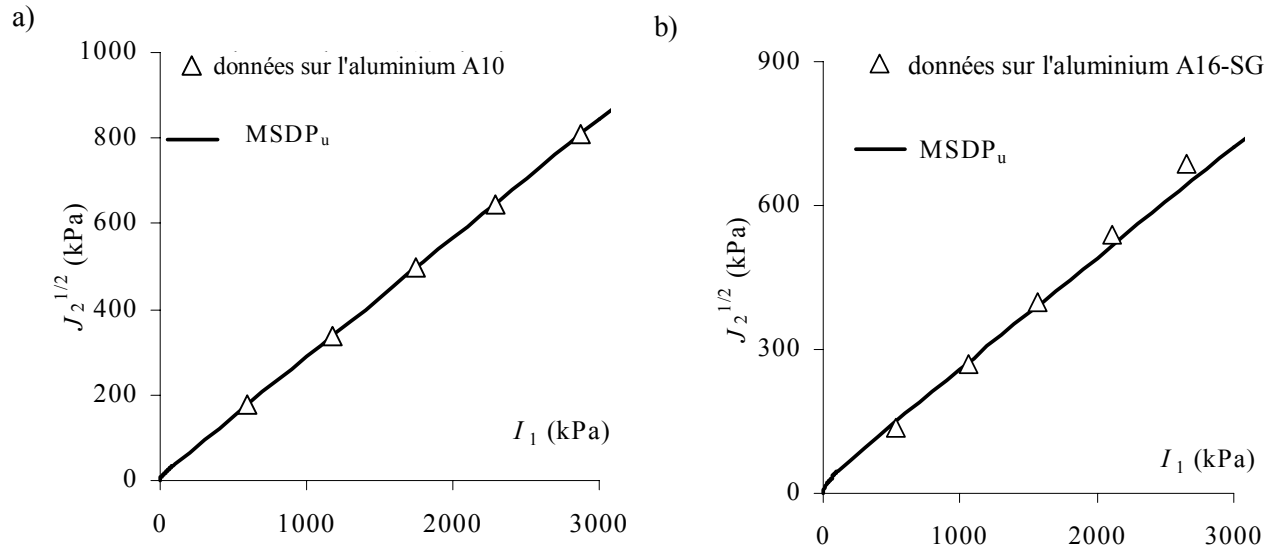 a)
données sur l'aluminium A10
MSDPu
1000
800
600
400
200
0
J2^1/2 (kPa)
I1 (kPa)
0 1000 2000 3000
b)
données sur l'aluminium A16-SG
MSDPu
900
600
300
0
J2^1/2 (kPa)
I1 (kPa)
0 1000 2000 3000